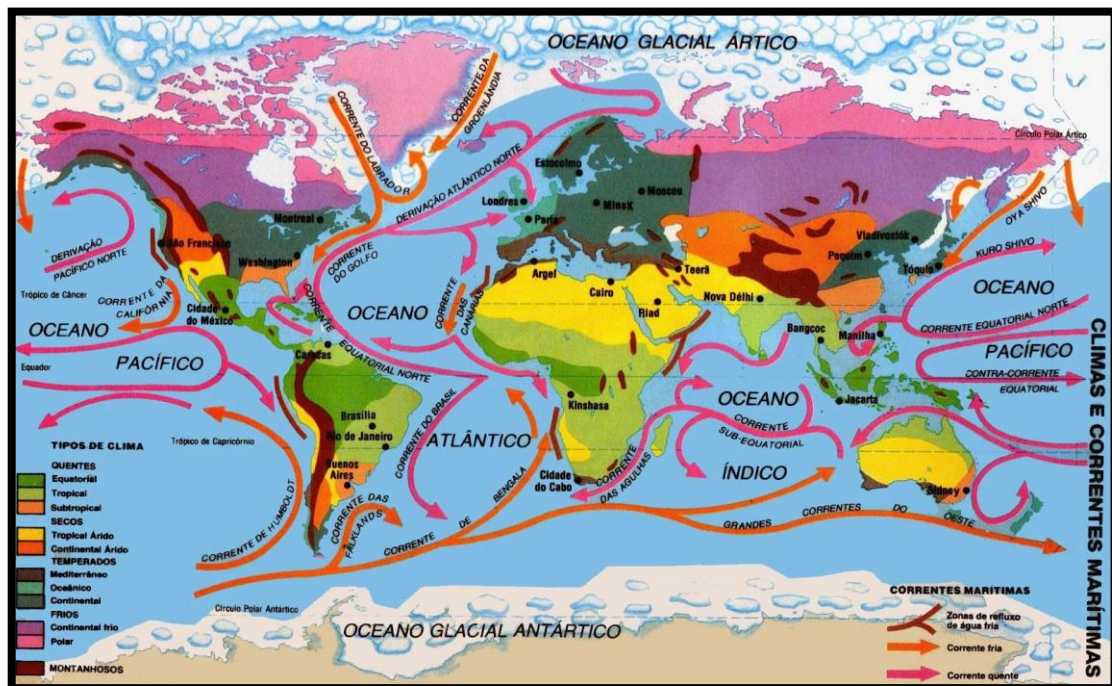 OCEANO GLACIAL ÁRTICO
CORRENTE DA
GROENLÂNDIA
CORRENTE DO LABRADOR
Círculo Polar Ártico
DERIVAÇÃO ATLÂNTICO NORTE
Estocolmo
Moscou
Londres
Minsk
Paris
Montreal
OYA SHIVO
Vladivostók
DERIVAÇÃO
PACÍFICO NORTE
São Francisco
Washington
CORRENTE
DO GOLFO
Pequim
Tóquio
KURO SHIVO
Argel
Teerã
Trópico de Câncer
CORRENTE DA
CALIFÓRNIA
Cidade
do México
CORRENTE
DAS
CANÁRIAS
Cairo
Riad
Nova Délhi
OCEANO
OCEANO
OCEANO
CORRENTE
EQUATORIAL NORTE
Bangcoc
Manilha
CORRENTE EQUATORIAL NORTE
PACÍFICO
Caracas
PACÍFICO
Equador
CONTRA-CORRENTE
EQUATORIAL
Kinshasa
OCEANO
Jacarta
Brasília
Rio de Janeiro
CORRENTE DO BRASIL
ATLÂNTICO
CORRENTE
SUB-EQUATORIAL
Trópico de Capricórnio
ÍNDICO
Buenos
Aires
Cidade
do Cabo
CORRENTE
DAS AGULHAS
Sidney
CORRENTE DE HUMBOLDT
CORRENTE DAS
FALKLANDS
CORRENTE DE BENGALA
GRANDES CORRENTES DO OESTE
Círculo Polar Antártico
OCEANO GLACIAL ANTÁRTICO
TIPOS DE CLIMA
QUENTES
Equatorial
Tropical
Subtropical
SECOS
Tropical Árido
Continental Árido
TEMPERADOS
Mediterrâneo
Oceânico
Continental
FRIOS
Continental frio
Polar
MONTANHOSOS
CORRENTES MARÍTIMAS
Zonas de refluxo
de água fria
Corrente fria
Corrente quente
CLIMAS E CORRENTES MARÍTIMAS